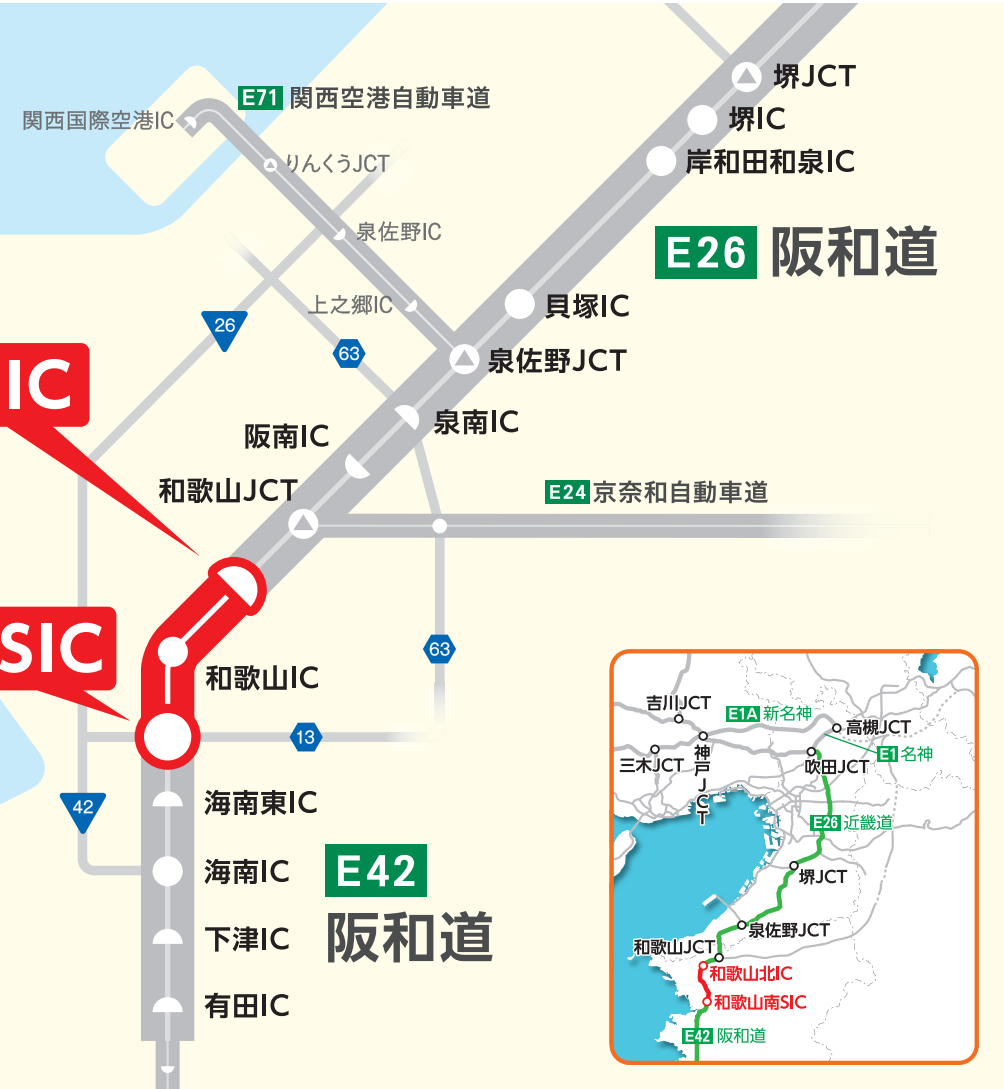 堺JCT
E71 関西空港自動車道
関西国際空港IC
堺IC
りんくうJCT
岸和田和泉IC
泉佐野IC
E26 阪和道
上之郷IC
貝塚IC
26
63
泉佐野JCT
IC
泉南IC
阪南IC
和歌山JCT
E24 京奈和自動車道
SIC
63
和歌山IC
13
海南東IC
42
海南IC
E42
阪和道
下津IC
有田IC
吉川JCT
E1A 新名神
高槻JCT
三木JCT
神戸JCT
吹田JCT
E1 名神
E26 近畿道
堺JCT
泉佐野JCT
和歌山JCT
和歌山北IC
和歌山南SIC
E42 阪和道